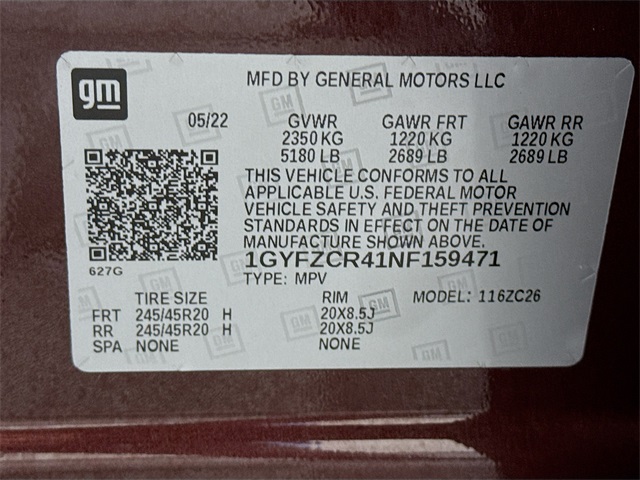 gm
MFD BY GENERAL MOTORS LLC
05/22 GVWR GAWR FRT GAWR RR
2350 KG 1220 KG 1220 KG
5180 LB 2689 LB 2689 LB
THIS VEHICLE CONFORMS TO ALL
APPLICABLE U.S. FEDERAL MOTOR
VEHICLE SAFETY AND THEFT PREVENTION
STANDARDS IN EFFECT ON THE DATE OF
MANUFACTURE SHOWN ABOVE.
627G
1GYFZCR41NF159471
TYPE: MPV
TIRE SIZE RIM MODEL: 116ZC26
FRT 245/45R20 H 20X8.5J
RR 245/45R20 H 20X8.5J
SPA NONE NONE